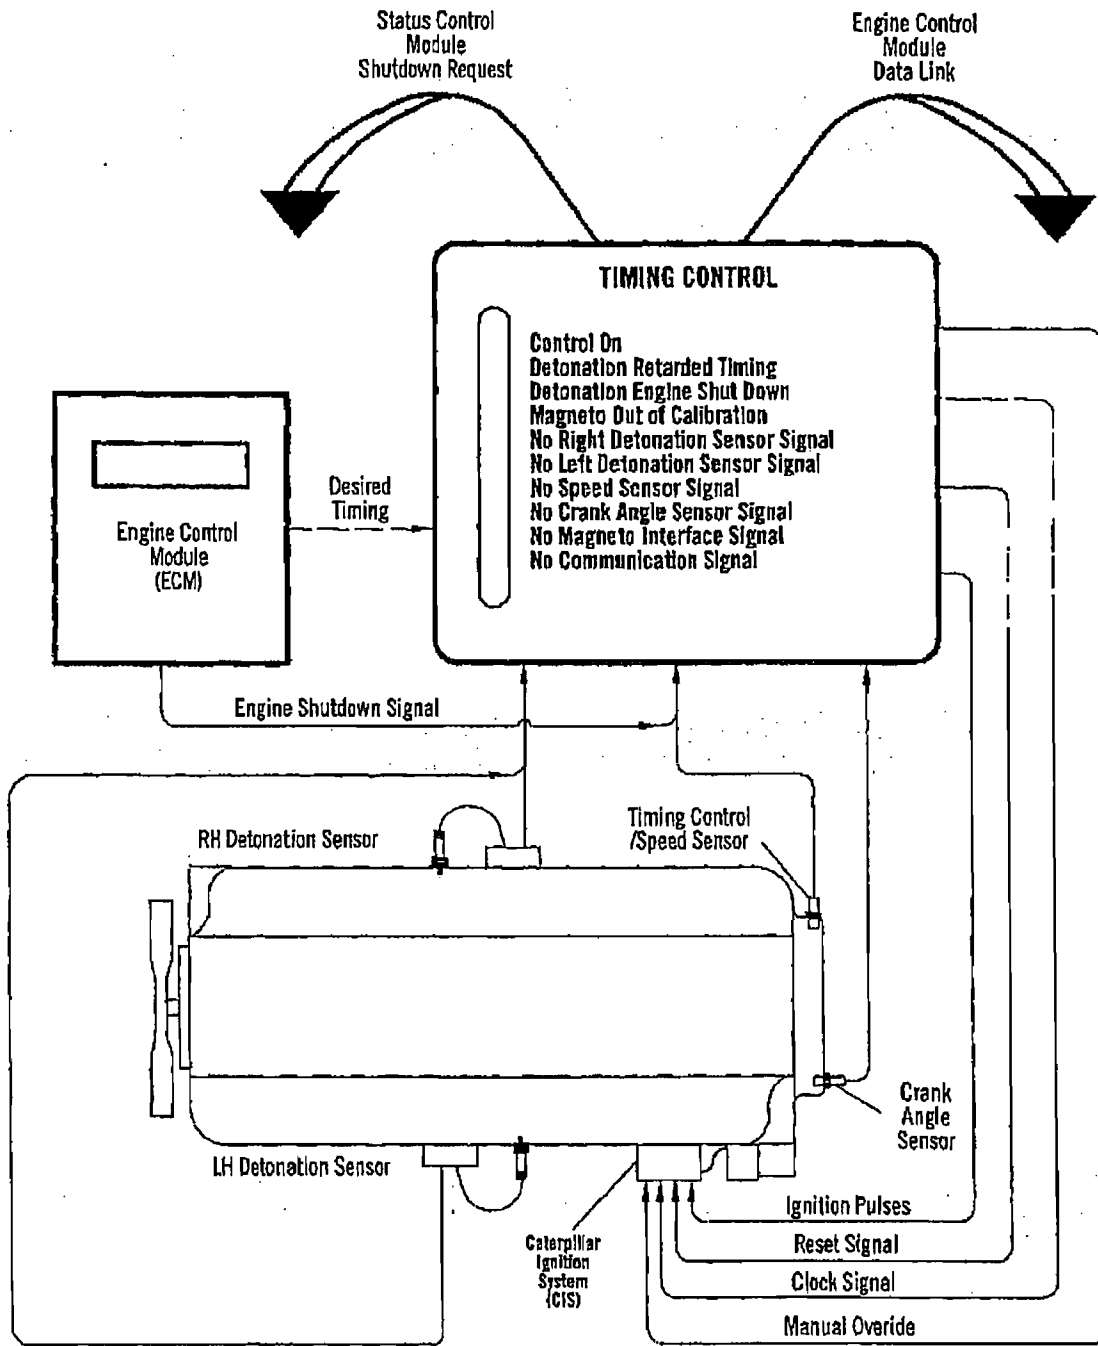 Status Control
Module
Shutdown Request
Engine Control
Module
Data Link
TIMING CONTROL
Control On
Detonation Retarded Timing
Detonation Engine Shut Down
Magneto Out of Calibration
No Right Detonation Sensor Signal
No Left Detonation Sensor Signal
No Speed Sensor Signal
No Crank Angle Sensor Signal
No Magneto Interface Signal
No Communication Signal
Engine Control
Module
(ECM)
Desired
Timing
Engine Shutdown Signal
RH Detonation Sensor
Timing Control
/Speed Sensor
Crank
Angle
Sensor
LH Detonation Sensor
Caterpillar
Ignition
System
(CIS)
Ignition Pulses
Reset Signal
Clock Signal
Manual Overide